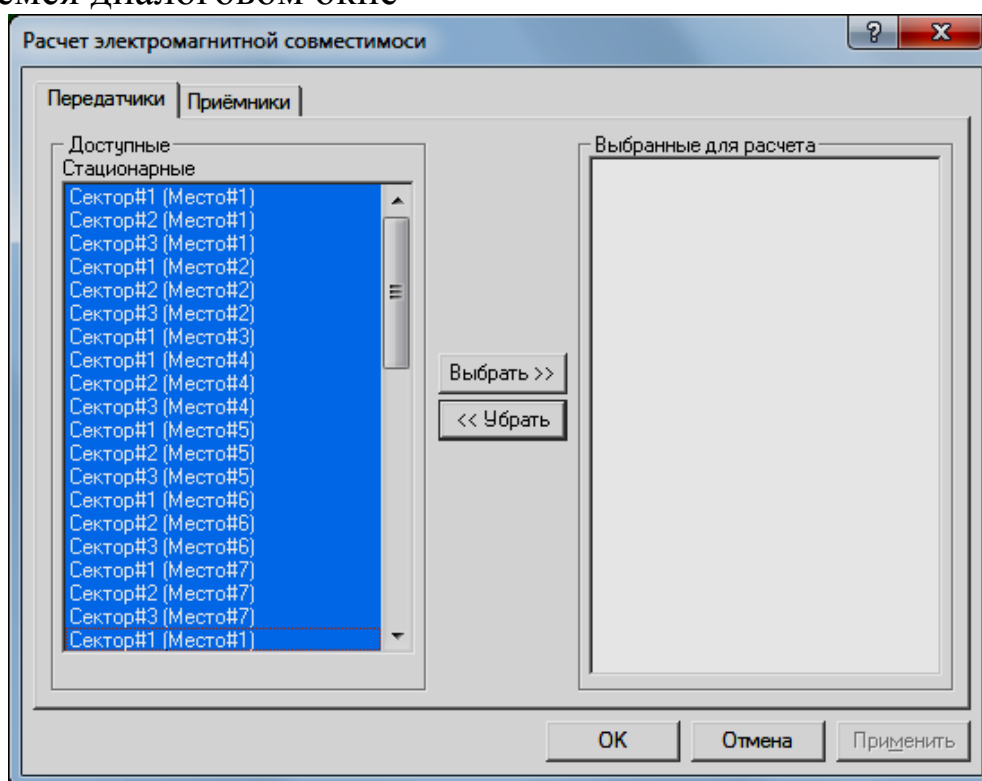 емся диалоговом окне
Расчет электромагнитной совместимоси
Передатчики Приёмники
Доступные
Стационарные
Сектор#1 (Место#1)
Сектор#2 (Место#1)
Сектор#3 (Место#1)
Сектор#1 (Место#2)
Сектор#2 (Место#2)
Сектор#3 (Место#2)
Сектор#1 (Место#3)
Сектор#1 (Место#4)
Сектор#2 (Место#4)
Сектор#3 (Место#4)
Сектор#1 (Место#5)
Сектор#2 (Место#5)
Сектор#3 (Место#5)
Сектор#1 (Место#6)
Сектор#2 (Место#6)
Сектор#3 (Место#6)
Сектор#1 (Место#7)
Сектор#2 (Место#7)
Сектор#3 (Место#7)
Сектор#1 (Место#1)
Выбрать >>
<< Убрать
Выбранные для расчета
OK Отмена Применить